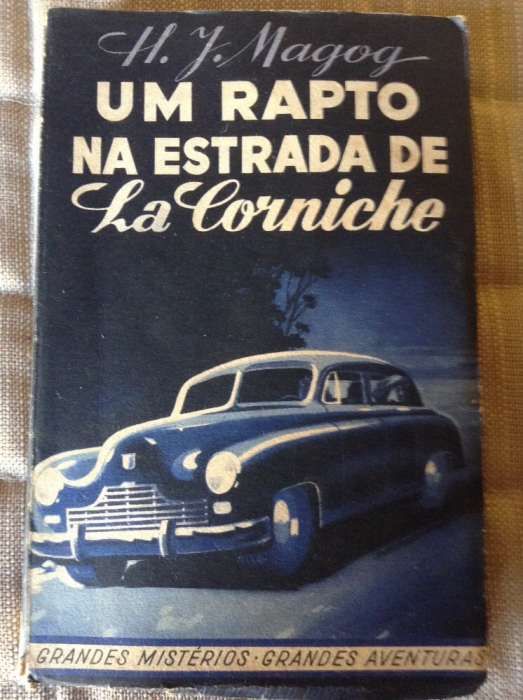 H. J. Magog
UM RAPTO
NA ESTRADA DE
La Corniche
GRANDES MISTÉRIOS · GRANDES AVENTURAS